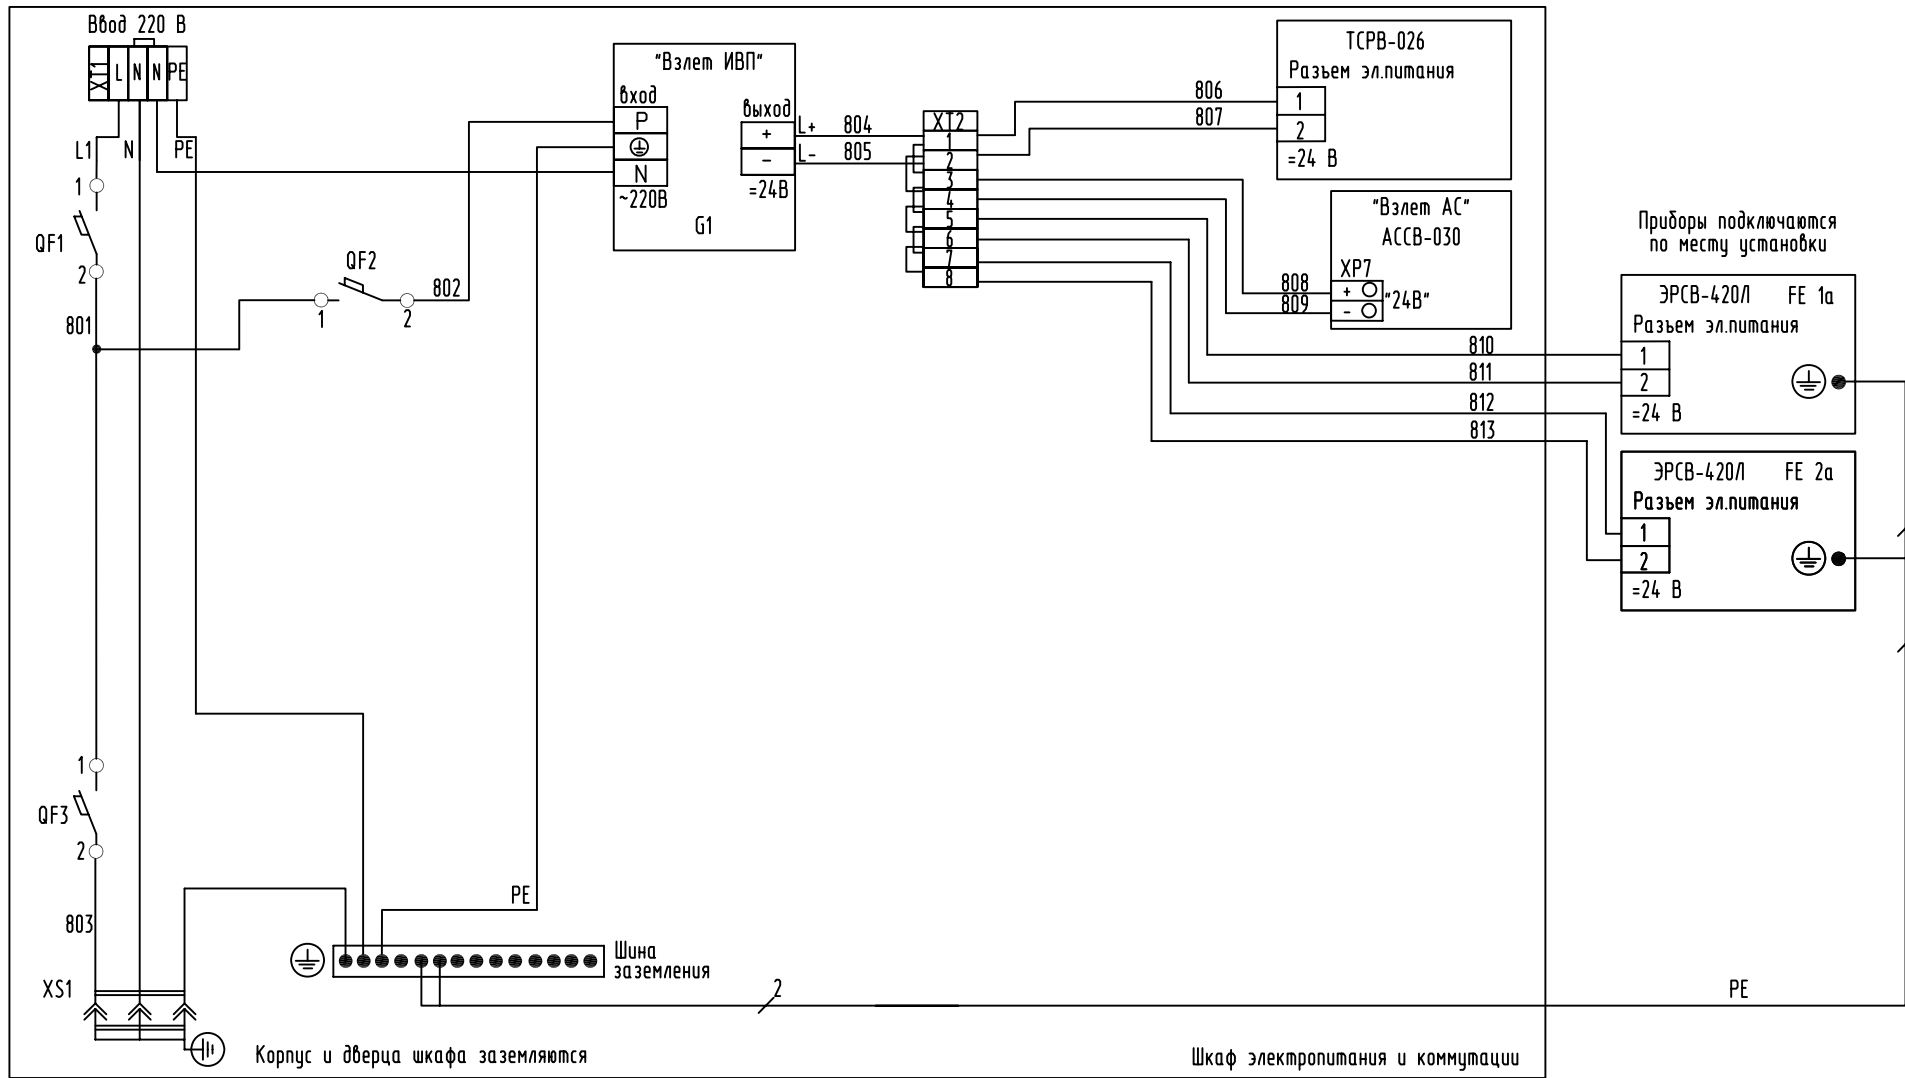 Ввод 220 В
XT1 L N N PE
L1 N PE
1
QF1
2
801
QF2
1 2
802
"Взлет ИВП"
вход
P
N
~220В
выход
+
-
=24В
G1
L+ 804
L- 805
XT2
1
2
3
4
5
6
7
8
806
807
ТСРВ-026
Разъем эл.питания
1
2
=24 В
"Взлет АС"
АССВ-030
XP7
808
809
+
-
"24В"
810
811
812
813
Приборы подключаются
по месту установки
ЭРСВ-420Л FE 1а
Разъем эл.питания
1
2
=24 В
ЭРСВ-420Л FE 2а
Разъем эл.питания
1
2
=24 В
1
QF3
2
803
XS1
PE
Шина
заземления
2
PE
Корпус и дверца шкафа заземляются
Шкаф электропитания и коммутации